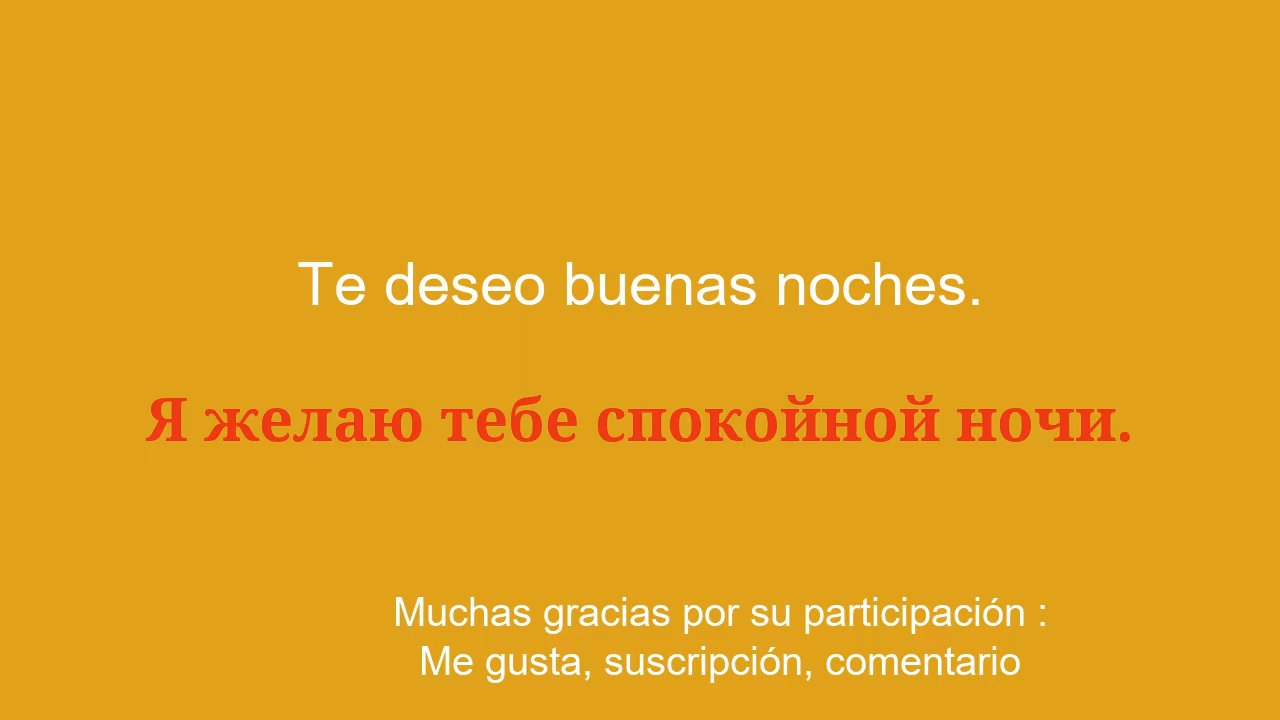 Te deseo buenas noches.
Я желаю тебе спокойной ночи.
Muchas gracias por su participación :
Me gusta, suscripción, comentario